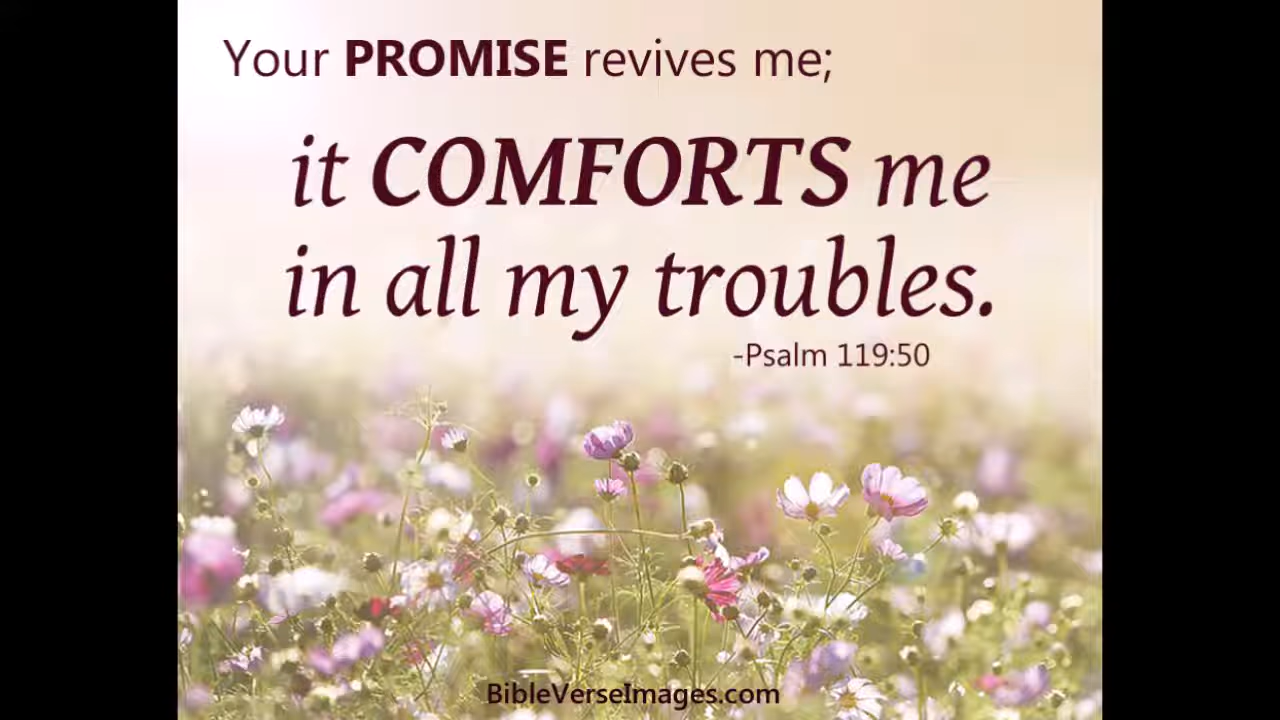 Your PROMISE revives me;
it COMFORTS me
in all my troubles.
-Psalm 119:50
BibleVerseImages.com